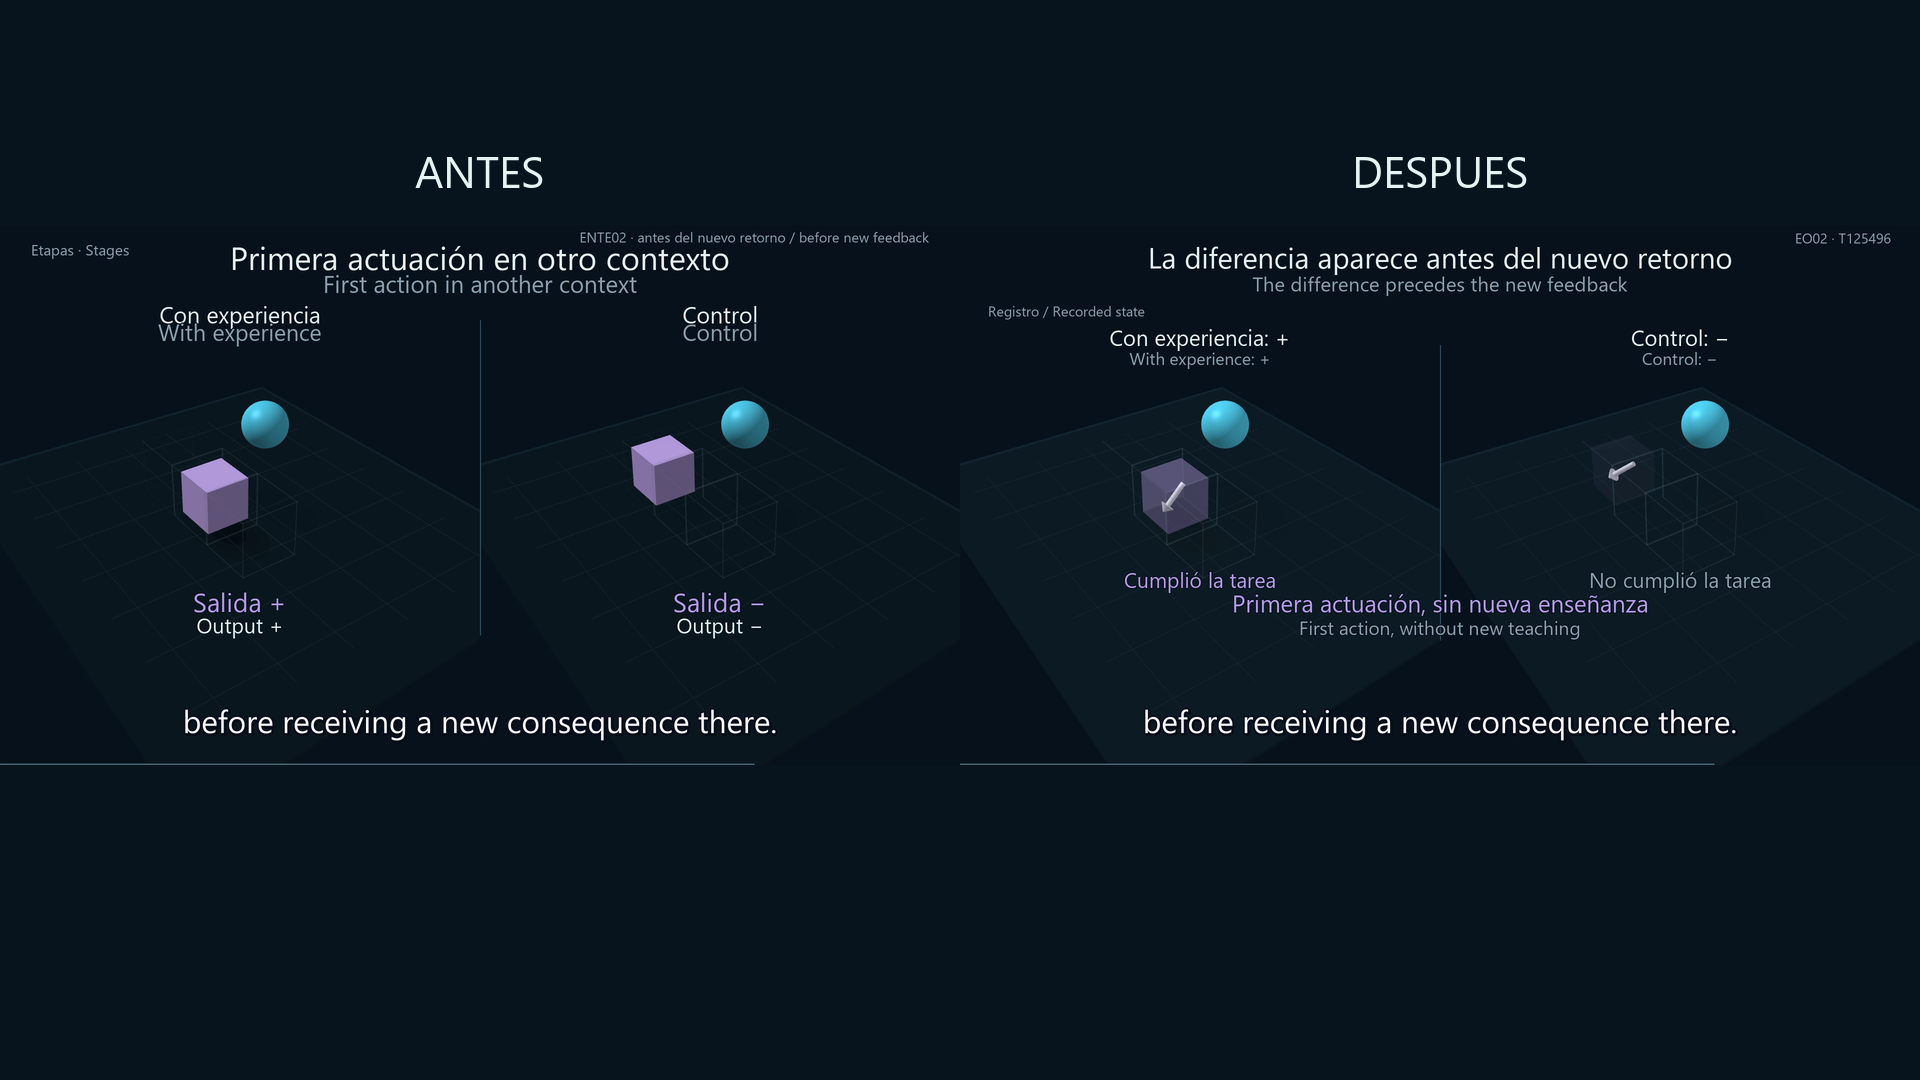 ANTES
Etapas · Stages
ENTE02 · antes del nuevo retorno / before new feedback
Primera actuación en otro contexto
First action in another context
Con experiencia
With experience
Control
Control
Salida +
Output +
Salida −
Output −
before receiving a new consequence there.
DESPUES
EO02 · T125496
La diferencia aparece antes del nuevo retorno
The difference precedes the new feedback
Registro / Recorded state
Con experiencia: +
With experience: +
Control: −
Control: −
Cumplió la tarea
No cumplió la tarea
Primera actuación, sin nueva enseñanza
First action, without new teaching
before receiving a new consequence there.